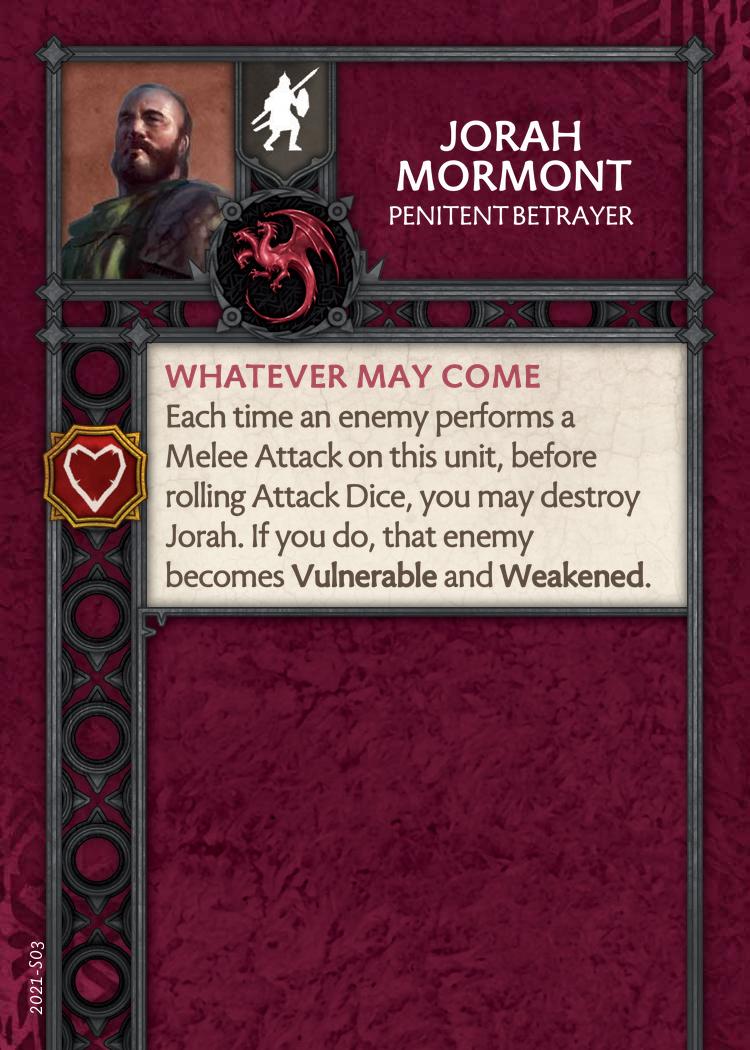 JORAH
MORMONT
PENITENT BETRAYER
WHATEVER MAY COME
Each time an enemy performs a
Melee Attack on this unit, before
rolling Attack Dice, you may destroy
Jorah. If you do, that enemy
becomes Vulnerable and Weakened.
2021-S03